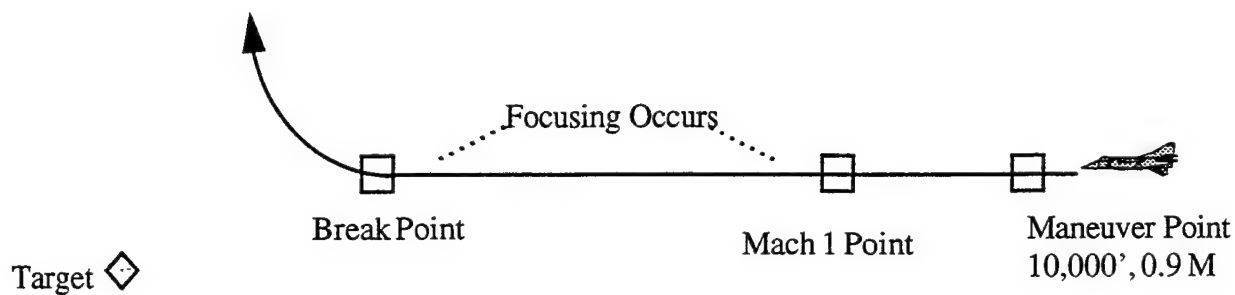 Focusing Occurs
Break Point
Mach 1 Point
Maneuver Point
10,000’, 0.9 M
Target